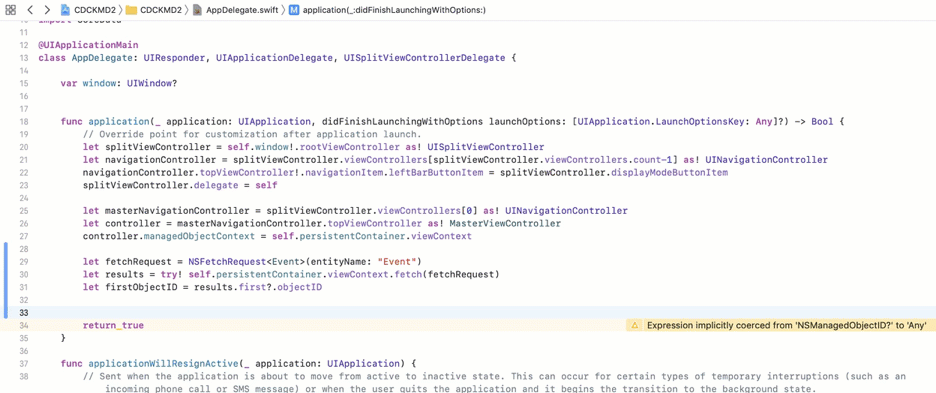 CDCKMD2 > CDCKMD2 > AppDelegate.swift > M application(_:didFinishLaunchingWithOptions:)
11
12 @UIApplicationMain
13 class AppDelegate: UIResponder, UIApplicationDelegate, UISplitViewControllerDelegate {
14
15 var window: UIWindow?
16
17
18 func application(_ application: UIApplication, didFinishLaunchingWithOptions launchOptions: [UIApplication.LaunchOptionsKey: Any]?) -> Bool {
19 // Override point for customization after application launch.
20 let splitViewController = self.window!.rootViewController as! UISplitViewController
21 let navigationController = splitViewController.viewControllers[splitViewController.viewControllers.count-1] as! UINavigationController
22 navigationController.topViewController!.navigationItem.leftBarButtonItem = splitViewController.displayModeButtonItem
23 splitViewController.delegate = self
24
25 let masterNavigationController = splitViewController.viewControllers[0] as! UINavigationController
26 let controller = masterNavigationController.topViewController as! MasterViewController
27 controller.managedObjectContext = self.persistentContainer.viewContext
28
29 let fetchRequest = NSFetchRequest<Event>(entityName: "Event")
30 let results = try! self.persistentContainer.viewContext.fetch(fetchRequest)
31 let firstObjectID = results.first?.objectID
32
33
34 return true Expression implicitly coerced from 'NSManagedObjectID?' to 'Any'
35 }
36
37 func applicationWillResignActive(_ application: UIApplication) {
38 // Sent when the application is about to move from active to inactive state. This can occur for certain types of temporary interruptions (such as an
incoming phone call or SMS message) or when the user quits the application and it begins the transition to the background state.